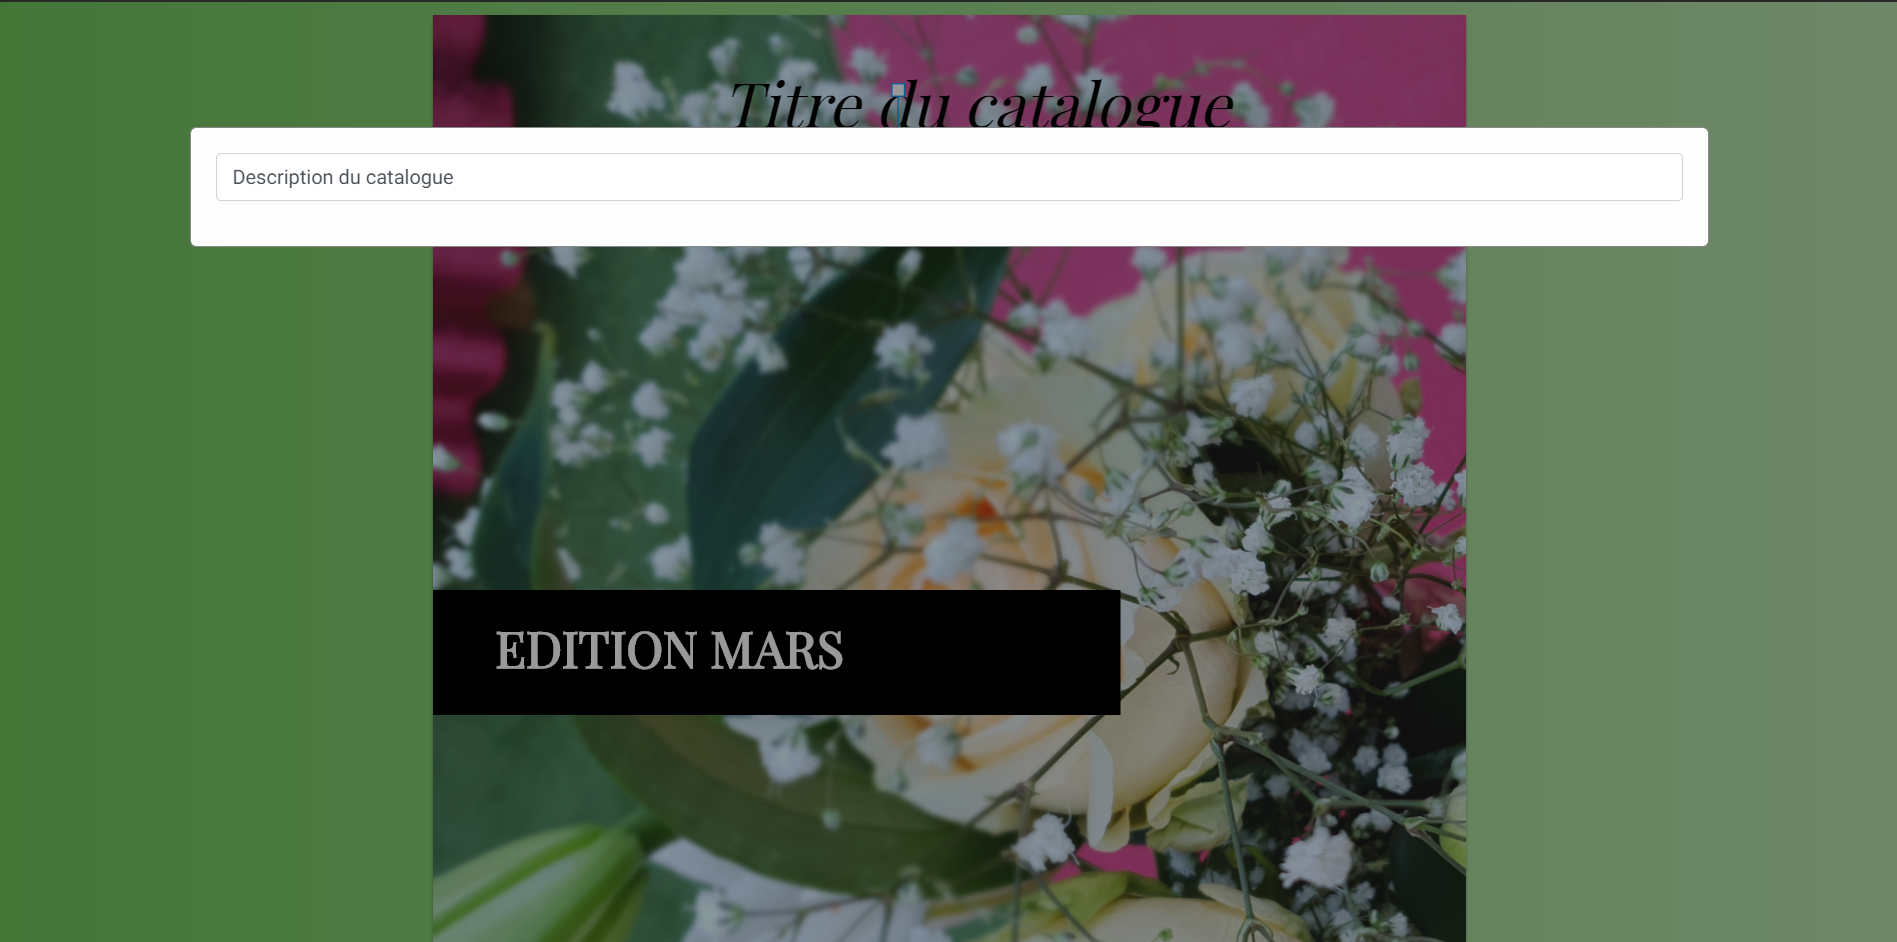 Titre du catalogue
Description du catalogue
EDITION MARS